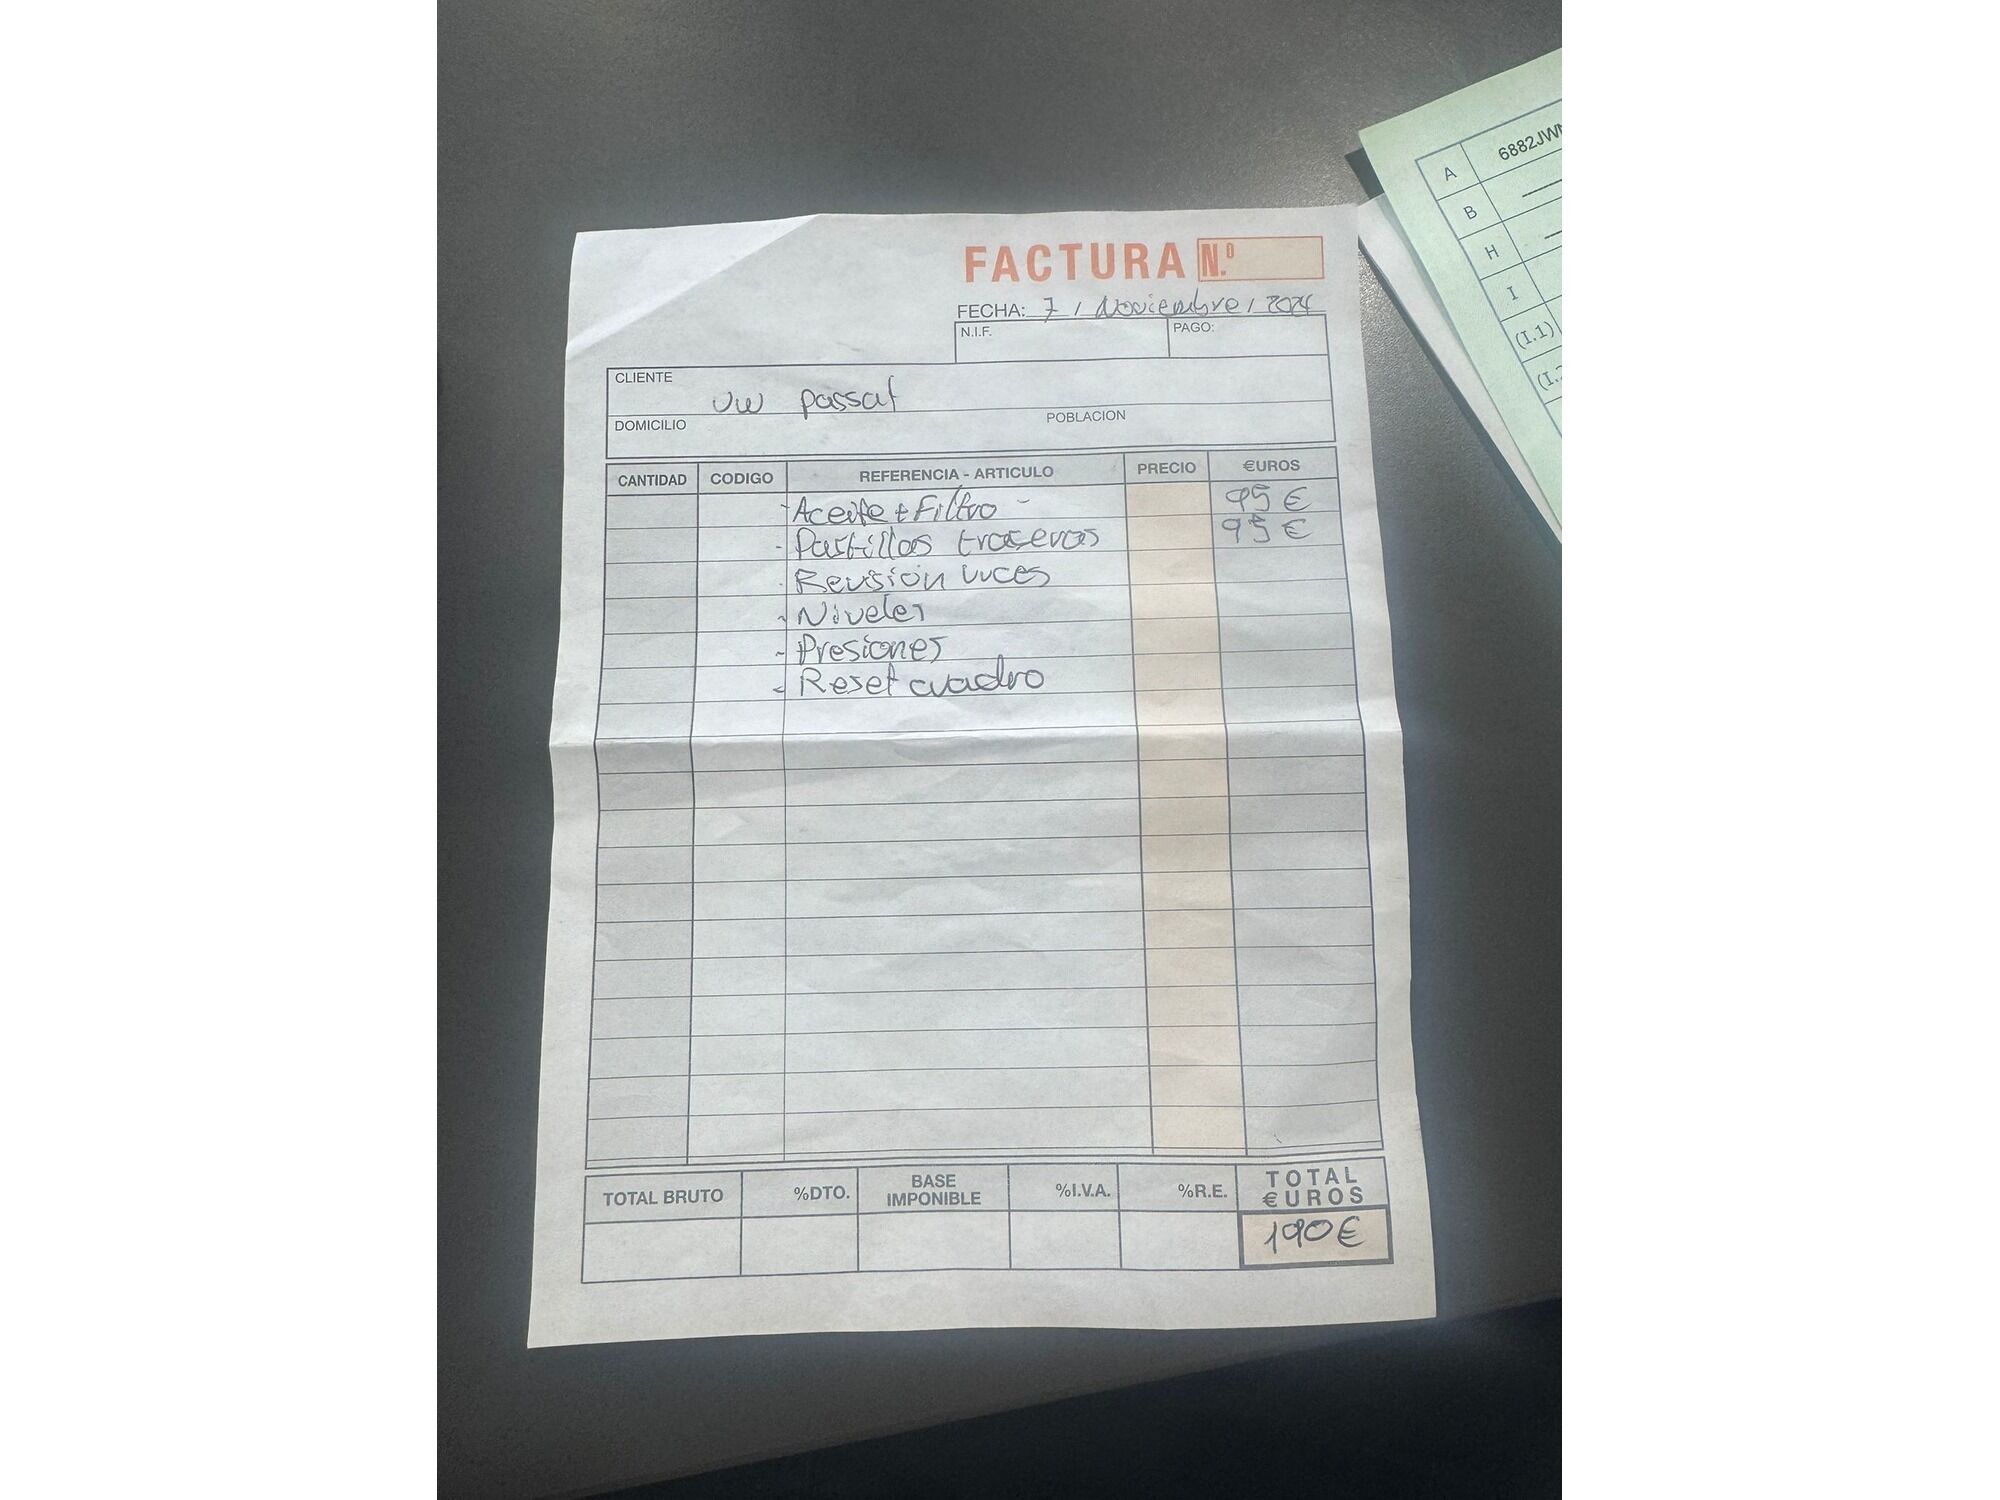 FACTURA N.º
FECHA: 7 / Noviembre / 2024
N.I.F. PAGO:
CLIENTE
VW passat
DOMICILIO POBLACION
CANTIDAD CODIGO REFERENCIA - ARTICULO PRECIO €UROS
- Aceite + Filtro - 95 €
- Pastillas traseras 95 €
- Revision luces
- Niveles
- Presiones
- Reset cuadro
TOTAL BRUTO %DTO. BASE IMPONIBLE %I.V.A. %R.E. TOTAL €UROS
190€
A 6882JW
B —
H —
I
(I.1)
(I.